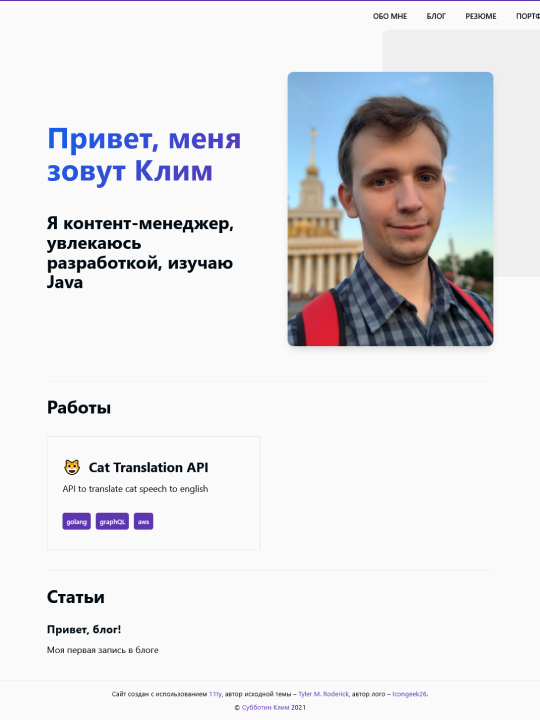 ОБО МНЕ БЛОГ РЕЗЮМЕ ПОРТФ
Привет, меня
зовут Клим
Я контент-менеджер,
увлекаюсь
разработкой, изучаю
Java
Работы
Cat Translation API
API to translate cat speech to english
golang graphQL aws
Статьи
Привет, блог!
Моя первая запись в блоге
Сайт создан с использованием 11ty, автор исходной темы – Tyler M. Roderick, автор лого – Icongeek26.
© Субботин Клим 2021